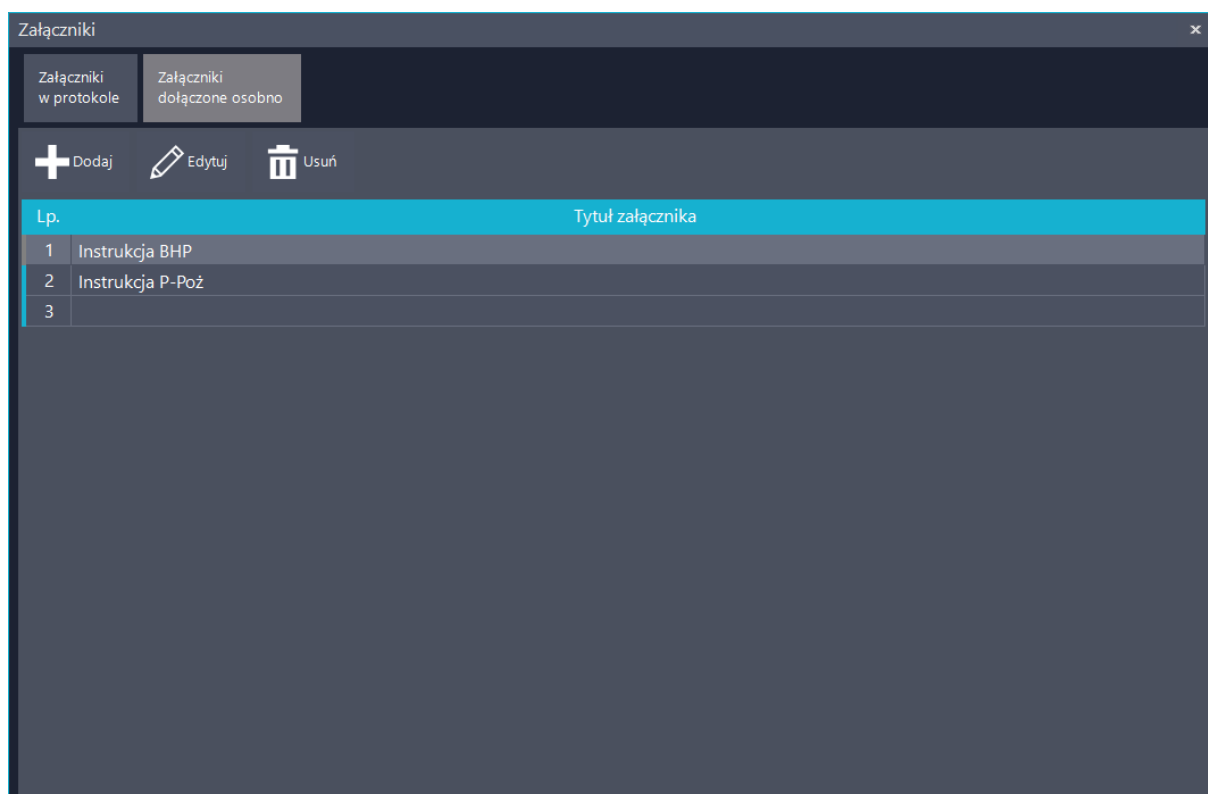 Załączniki
Załączniki
w protokole
Załączniki
dołączone osobno
Dodaj
Edytuj
Usuń
Lp. Tytuł załącznika
1 Instrukcja BHP
2 Instrukcja P-Poż
3